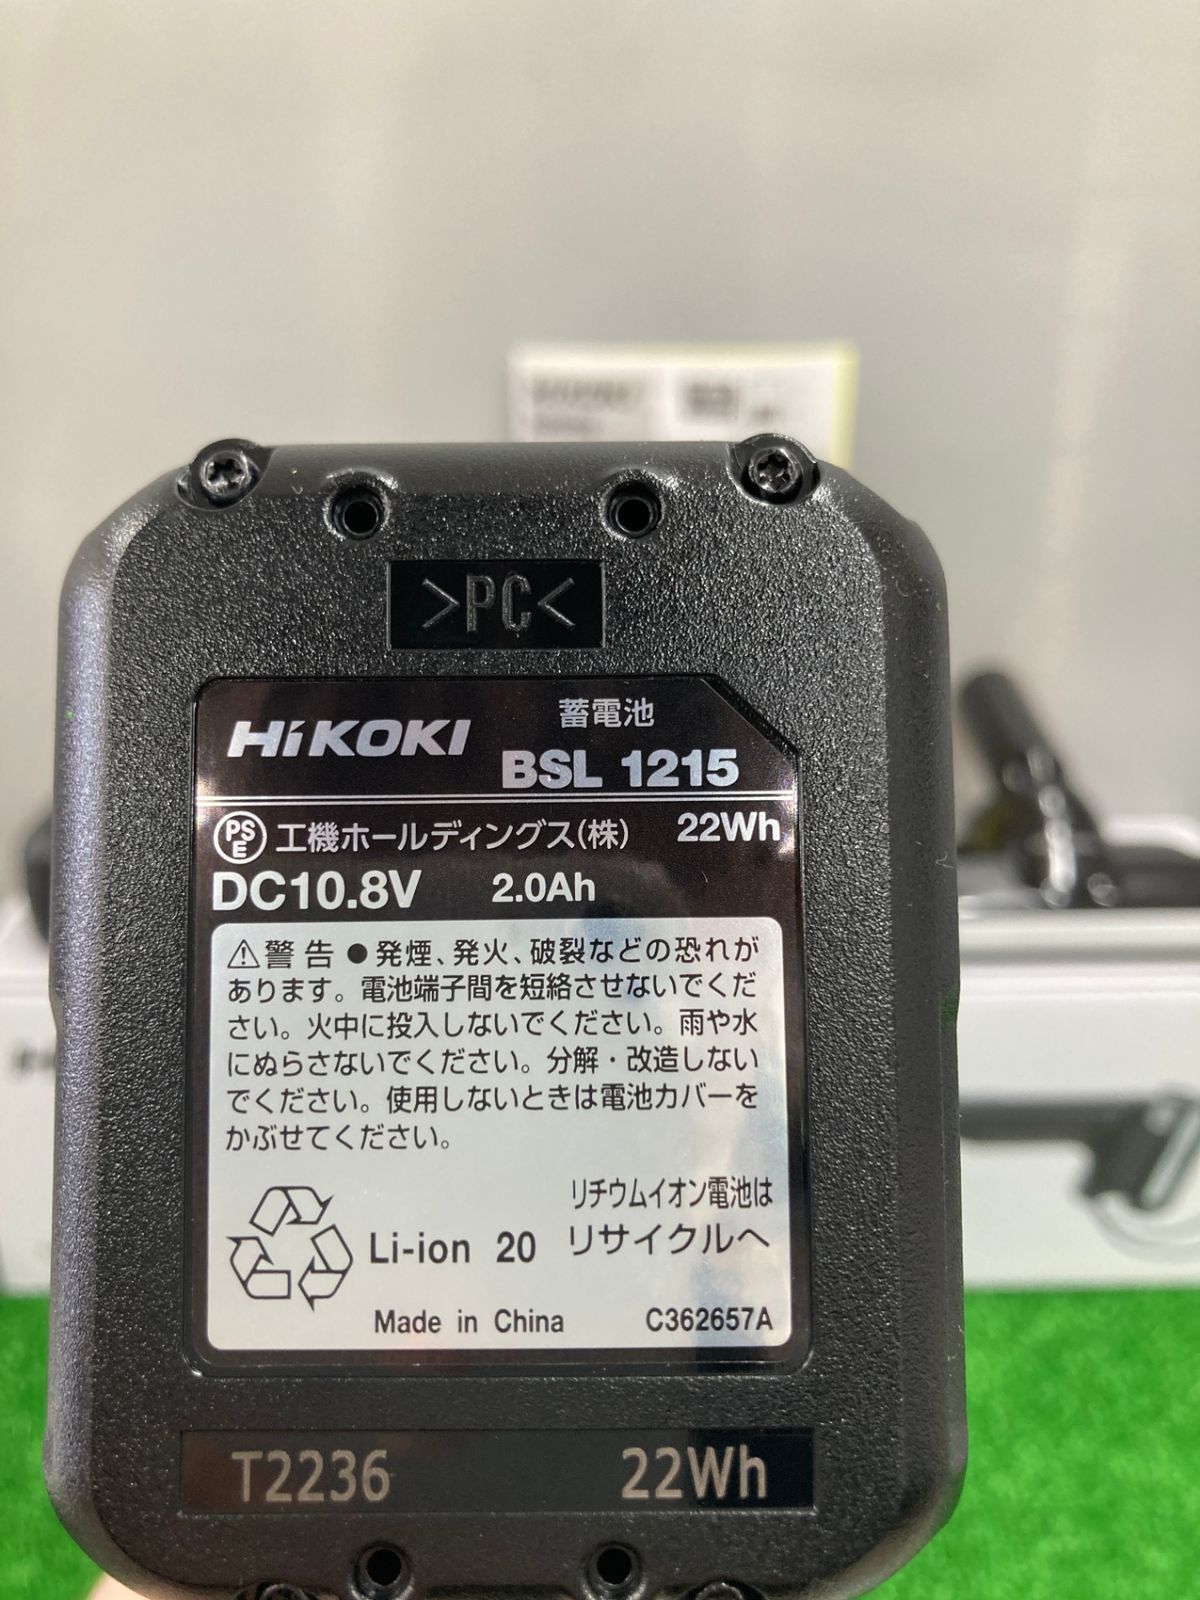 >PC<
HiKOKI
蓄電池
BSL 1215
PSE 工機ホールディングス(株) 22Wh
DC10.8V 2.0Ah
⚠警告 ●発煙、発火、破裂などの恐れが
あります。電池端子間を短絡させないでくだ
さい。火中に投入しないでください。雨や水
にぬらさないでください。分解・改造しない
でください。使用しないときは電池カバーを
かぶせてください。
リチウムイオン電池は
Li-ion 20 リサイクルへ
Made in China C362657A
T2236 22Wh